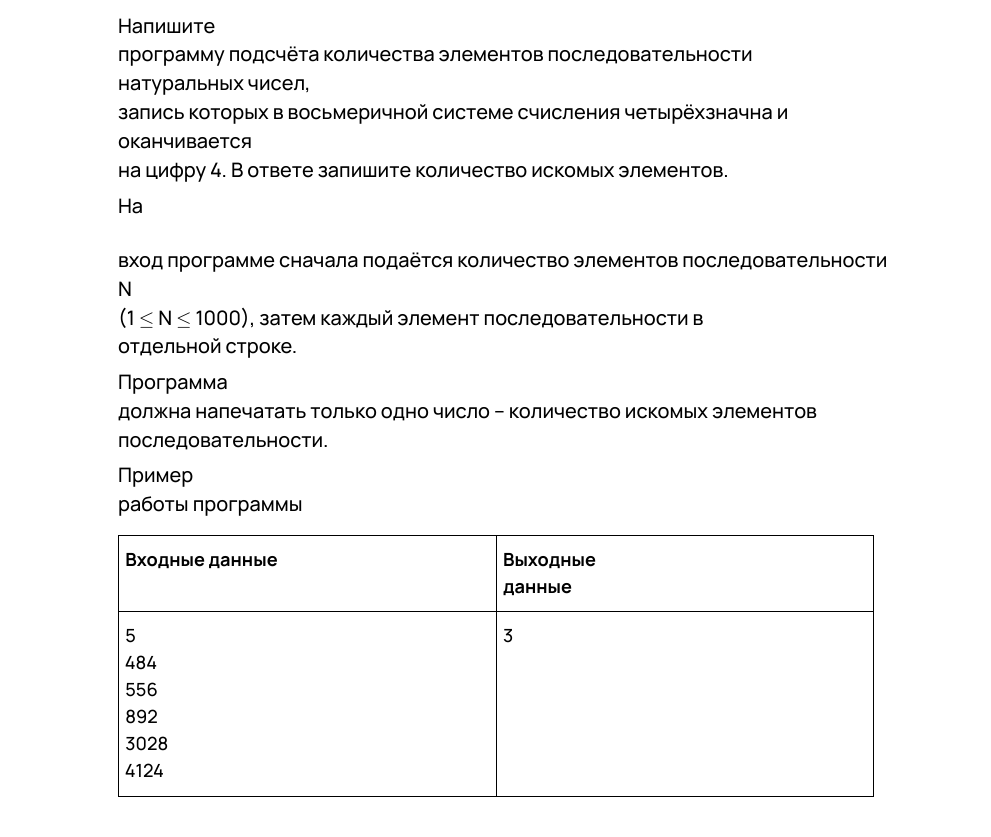 Напишите
программу подсчёта количества элементов последовательности
натуральных чисел,
запись которых в восьмеричной системе счисления четырёхзначна и
оканчивается
на цифру 4. В ответе запишите количество искомых элементов.
На
вход программе сначала подаётся количество элементов последовательности
N
(1 ≤ N ≤ 1000), затем каждый элемент последовательности в
отдельной строке.
Программа
должна напечатать только одно число – количество искомых элементов
последовательности.
Пример
работы программы
Входные данные
Выходные
данные
5
484
556
892
3028
4124
3